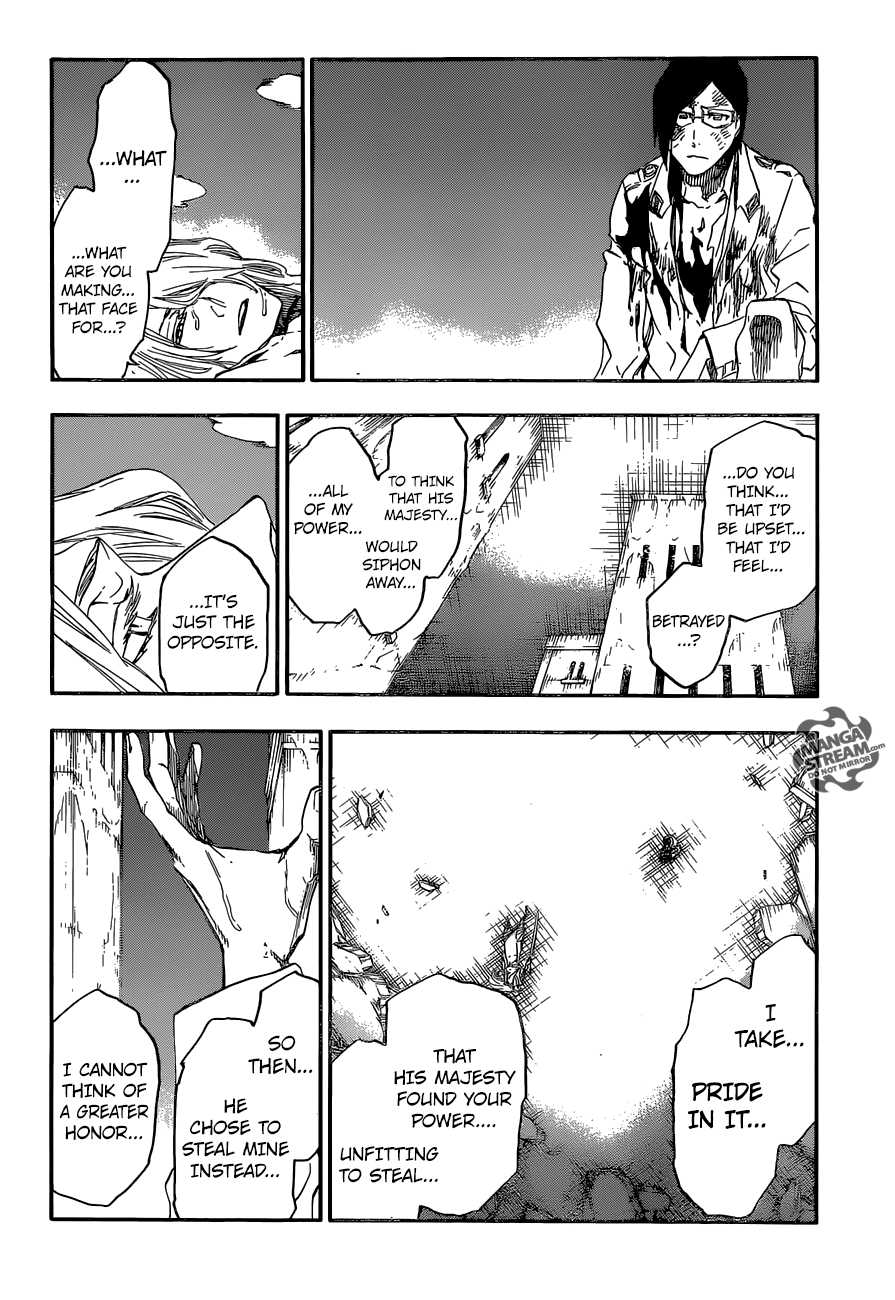 ...WHAT
...
...WHAT
ARE YOU
MAKING...
THAT FACE
FOR...?
...DO YOU
THINK...
THAT I'D
BE UPSET...
THAT I'D
FEEL...
BETRAYED
...?
TO THINK
THAT HIS
MAJESTY...
WOULD
SIPHON
AWAY...
...ALL
OF MY
POWER...
...IT'S
JUST THE
OPPOSITE.
I
TAKE...
PRIDE
IN IT...
THAT
HIS MAJESTY
FOUND YOUR
POWER....
UNFITTING
TO STEAL...
SO
THEN...
HE
CHOSE TO
STEAL MINE
INSTEAD...
I CANNOT
THINK OF
A GREATER
HONOR...
MANGA
STREAM.com
DO NOT MIRROR